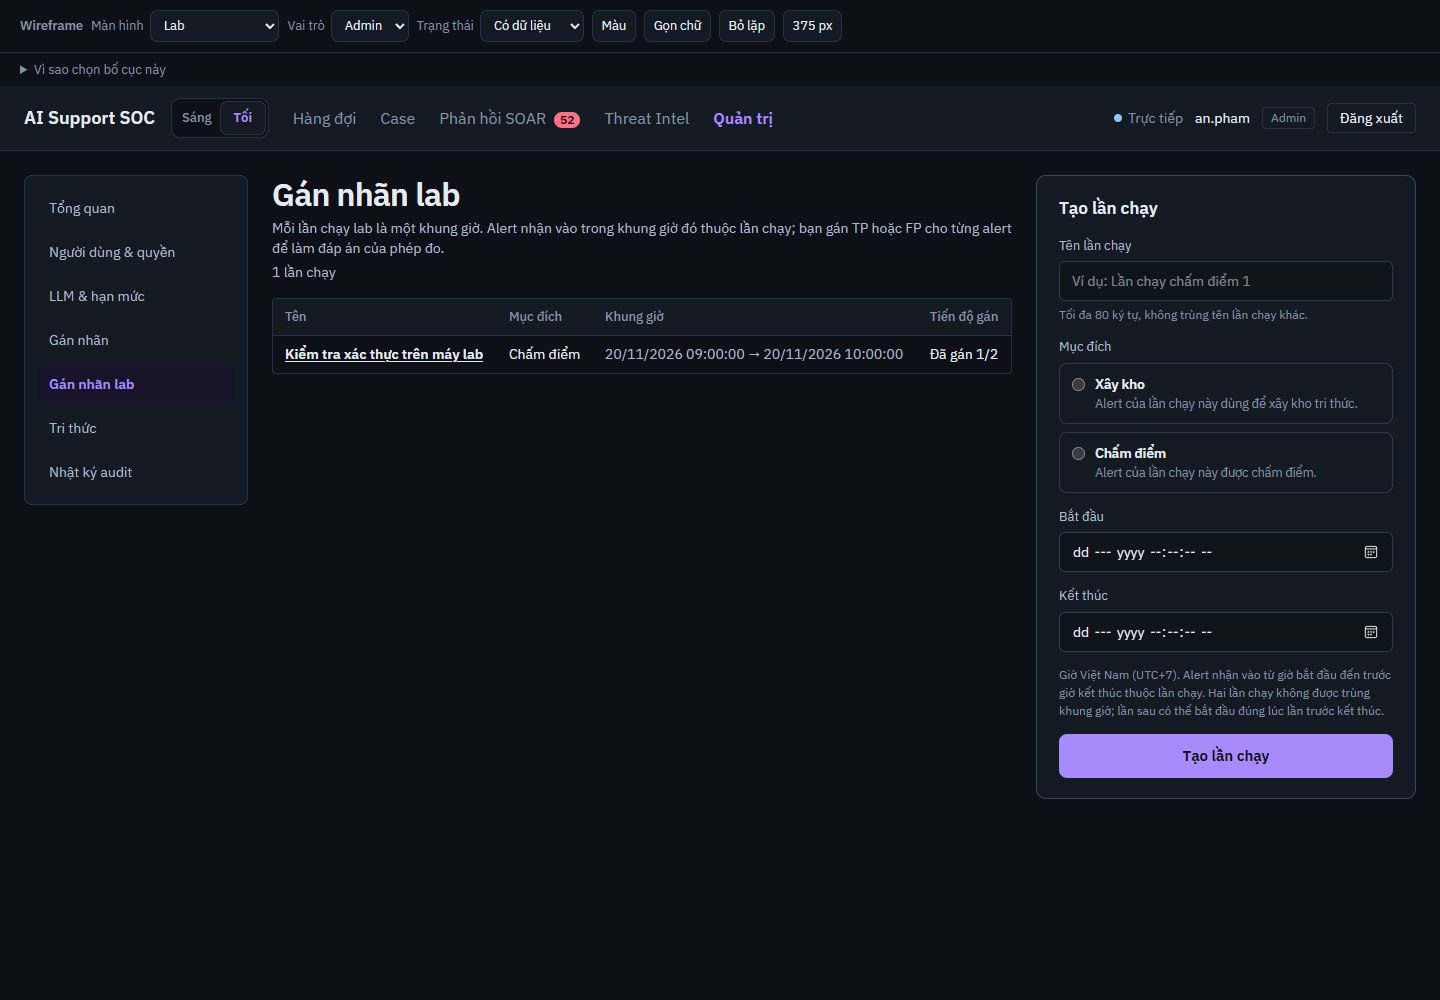 Wireframe Màn hình Lab Vai trò Admin Trạng thái Có dữ liệu Màu Gọn chữ Bỏ lặp 375 px
Vì sao chọn bố cục này
AI Support SOC Sáng Tối Hàng đợi Case Phản hồi SOAR 52 Threat Intel Quản trị Trực tiếp an.pham Admin Đăng xuất
Tổng quan
Người dùng & quyền
LLM & hạn mức
Gán nhãn
Gán nhãn lab
Tri thức
Nhật ký audit
Gán nhãn lab
Mỗi lần chạy lab là một khung giờ. Alert nhận vào trong khung giờ đó thuộc lần chạy; bạn gán TP hoặc FP cho từng alert
để làm đáp án của phép đo.
1 lần chạy
Tên Mục đích Khung giờ Tiến độ gán
Kiểm tra xác thực trên máy lab Chấm điểm 20/11/2026 09:00:00 → 20/11/2026 10:00:00 Đã gán 1/2
Tạo lần chạy
Tên lần chạy
Ví dụ: Lần chạy chấm điểm 1
Tối đa 80 ký tự, không trùng tên lần chạy khác.
Mục đích
Xây kho
Alert của lần chạy này dùng để xây kho tri thức.
Chấm điểm
Alert của lần chạy này được chấm điểm.
Bắt đầu
dd --- yyyy --:--:-- --
Kết thúc
dd --- yyyy --:--:-- --
Giờ Việt Nam (UTC+7). Alert nhận vào từ giờ bắt đầu đến trước
giờ kết thúc thuộc lần chạy. Hai lần chạy không được trùng
khung giờ; lần sau có thể bắt đầu đúng lúc lần trước kết thúc.
Tạo lần chạy